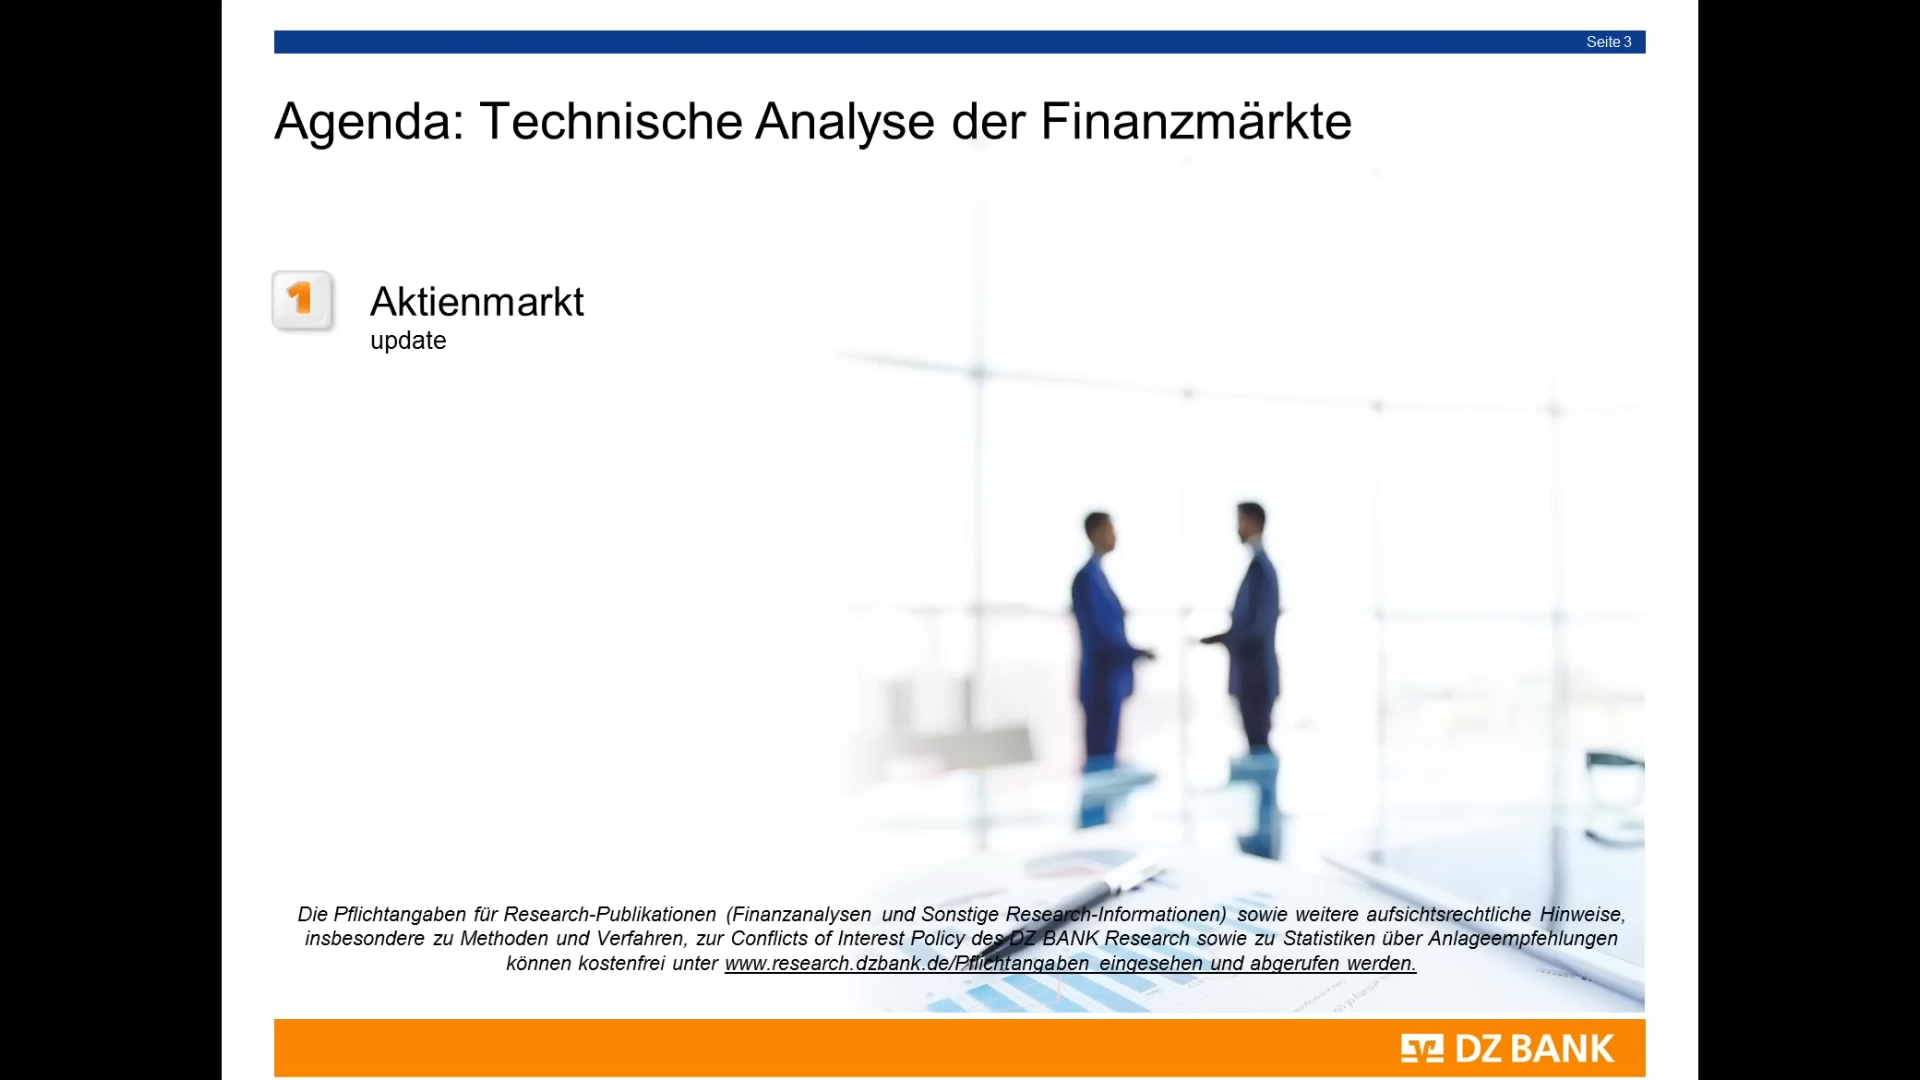 Seite 3
Agenda: Technische Analyse der Finanzmärkte
1
Aktienmarkt
update
Die Pflichtangaben für Research-Publikationen (Finanzanalysen und Sonstige Research-Informationen) sowie weitere aufsichtsrechtliche Hinweise,
insbesondere zu Methoden und Verfahren, zur Conflicts of Interest Policy des DZ BANK Research sowie zu Statistiken über Anlageempfehlungen
können kostenfrei unter www.research.dzbank.de/Pflichtangaben eingesehen und abgerufen werden.
DZ BANK